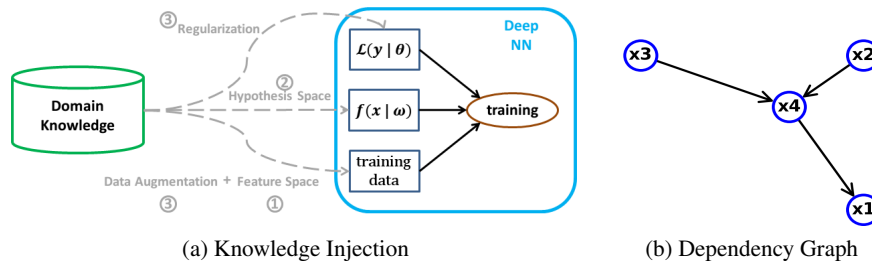 ③ Regularization
Deep
NN
ℒ(y | θ)
②
Hypothesis Space
Domain
Knowledge
f(x | ω)
training
training
data
Data Augmentation + Feature Space
③ ①
x3
x2
x4
x1
(a) Knowledge Injection
(b) Dependency Graph